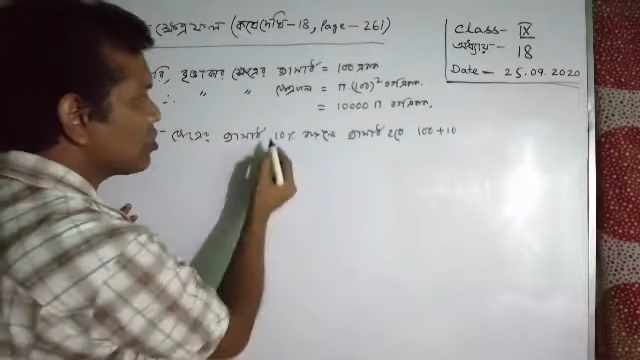 ক্ষেত্রফল (কষেদেখি-18, Page - 261)
Class - IX
অধ্যায় - 18
Date - 25.09.2020
বৃত্তাকার ক্ষেত্রের ব্যাসার্ধ = 100 একক
∴ " " ক্ষেত্রফল = π.(100)² বর্গএকক.
= 10000 π বর্গএকক.
ক্ষেত্রের ব্যাসার্ধ 10% ব্যাসার্ধ হবে 100 + 10